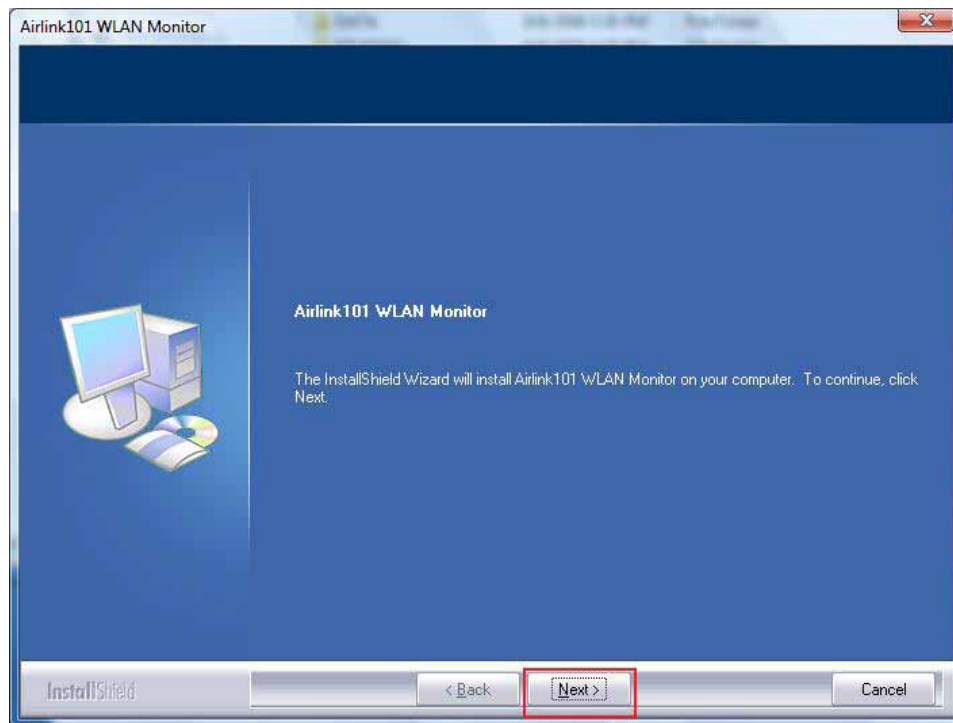 Airlink101 WLAN Monitor
Airlink101 WLAN Monitor
The InstallShield Wizard will install Airlink101 WLAN Monitor on your computer. To continue, click
Next.
InstallShield
< Back
Next >
Cancel